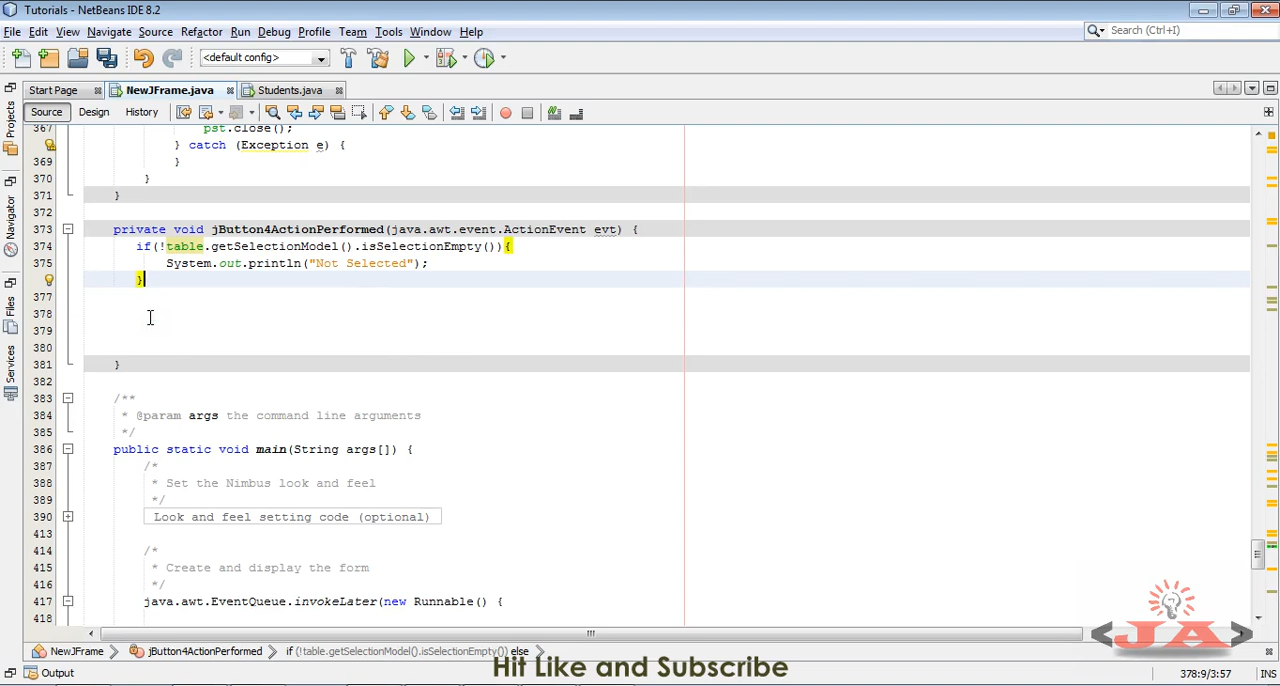 Tutorials - NetBeans IDE 8.2
File Edit View Navigate Source Refactor Run Debug Profile Team Tools Window Help
Search (Ctrl+I)
<default config>
Start Page NewJFrame.java Students.java
Source Design History
Projects
Navigator
Files
Services
367 pst.close();
} catch (Exception e) {
369 }
370 }
371 }
372
373 private void jButton4ActionPerformed(java.awt.event.ActionEvent evt) {
374 if(!table.getSelectionModel().isSelectionEmpty()){
375 System.out.println("Not Selected");
}
377
378
379
380
381 }
382
383 /**
384 * @param args the command line arguments
385 */
386 public static void main(String args[]) {
387 /*
388 * Set the Nimbus look and feel
389 */
390 Look and feel setting code (optional)
413
414 /*
415 * Create and display the form
416 */
417 java.awt.EventQueue.invokeLater(new Runnable() {
418
<JA>
NewJFrame jButton4ActionPerformed if (!table.getSelectionModel().isSelectionEmpty()) else
Hit Like and Subscribe
Output
378:9/3:57 INS